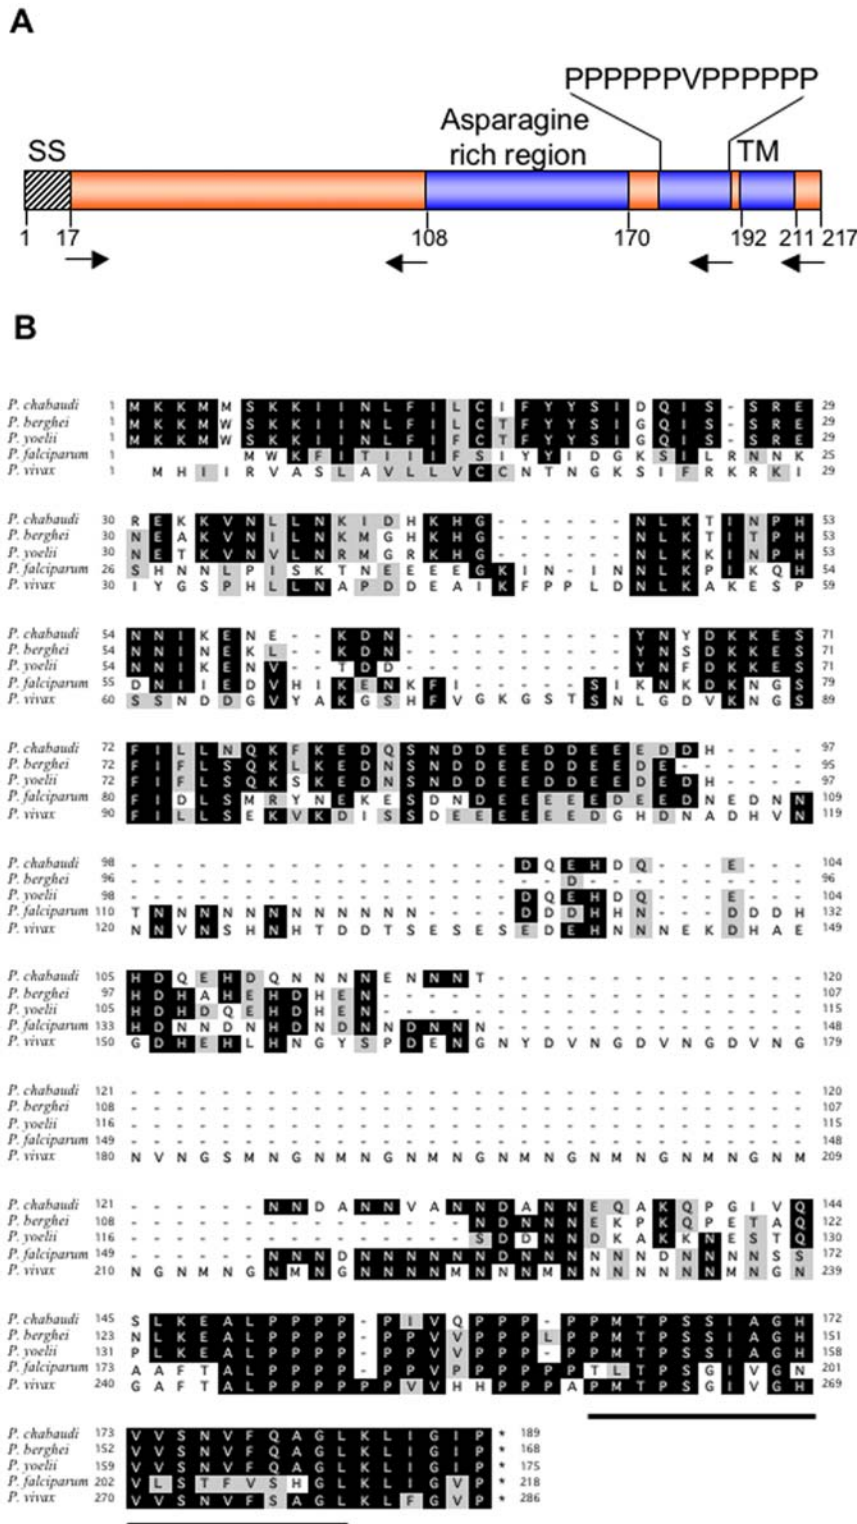 A
PPPPPPVPPPPPP
Asparagine
rich region
SS
TM
1 17 108 170 192 211 217
B
P. chabaudi 1 M K K M M S K K I I N L F I L C I F Y Y S I D Q I S - S R E 29
P. berghei 1 M K K M W S K K I I N L F I L C T F Y Y S I G Q I S - S R E 29
P. yoelii 1 M K K M W S K K I I N L F I F C T F Y Y S I G Q I S - S R E 29
P. falciparum 1 M W K F I T I I I F S I Y Y I D G K S I L R N N K 25
P. vivax 1 M H I I R V A S L A V L L V C C N T N G K S I F R K R K I 29
P. chabaudi 30 R E K K V N L L N K I D H K H G - - - - - - N L K T I N P H 53
P. berghei 30 N E A K V N I L N K M G H K H G - - - - - - N L K T I T P H 53
P. yoelii 30 N E T K V N V L N R M G R K H G - - - - - - N L K K I N P H 53
P. falciparum 26 S H N N L P I S K T N E E E E G K I N - I N N L K P I K Q H 54
P. vivax 30 I Y G S P H L L N A P D D E A I K F P P L D N L K A K E S P 59
P. chabaudi 54 N N I K E N E - - K D N - - - - - - - - - - Y N Y D K K E S 71
P. berghei 54 N N I N E K L - - K D N - - - - - - - - - - Y N S D K K E S 71
P. yoelii 54 N N I K E N V - - T D D - - - - - - - - - - Y N F D K K E S 71
P. falciparum 55 D N I I E D V H I K E N K F I - - - - - S I K N K D K N G S 79
P. vivax 60 S S N D D G V Y A K G S H F V G K G S T S N L G D V K N G S 89
P. chabaudi 72 F I L L N Q K F K E D Q S N D D E E D D E E E D D H - - - - 97
P. berghei 72 F I F L S Q K L K E D N S N D D E E D D E E D E - - - - - - 95
P. yoelii 72 F I F L S Q K S K E D N S N D D E E D D E E D E D H - - - - 97
P. falciparum 80 F I D L S M R Y N E K E S D N D E E E E E D E E D N E D N N 109
P. vivax 90 F I L L S E K V K D I S S D E E E E E E D G H D N A D H V N 119
P. chabaudi 98 - - - - - - - - - - - - - - - - - D Q E H D Q - - - E - - - 104
P. berghei 96 - - - - - - - - - - - - - - - - - - - D - - - - - - - - - - 96
P. yoelii 98 - - - - - - - - - - - - - - - - - D Q E H D Q - - - E - - - 104
P. falciparum 110 T N N N N N N N N N N N N - - - - D D D H H N - - - D D D H 132
P. vivax 120 N N V N S H N H T D D T S E S E S E D E H N N N E K D H A E 149
P. chabaudi 105 H D Q E H D Q N N N N E N N N T - - - - - - - - - - - - - - 120
P. berghei 97 H D H A H E H D H E N - - - - - - - - - - - - - - - - - - - 107
P. yoelii 105 H D H D Q E H D H E N - - - - - - - - - - - - - - - - - - - 115
P. falciparum 133 H D N N D N H D N D N N D N N N - - - - - - - - - - - - - - 148
P. vivax 150 G D H E H L H N G Y S P D E N G N Y D V N G D V N G D V N G 179
P. chabaudi 121 - - - - - - - - - - - - - - - - - - - - - - - - - - - - - - 120
P. berghei 108 - - - - - - - - - - - - - - - - - - - - - - - - - - - - - - 107
P. yoelii 116 - - - - - - - - - - - - - - - - - - - - - - - - - - - - - - 115
P. falciparum 149 - - - - - - - - - - - - - - - - - - - - - - - - - - - - - - 148
P. vivax 180 N V N G S M N G N M N G N M N G N M N G N M N G N M N G N M 209
P. chabaudi 121 - - - - - - N N D A N N V A N N D A N N E Q A K Q P G I V Q 144
P. berghei 108 - - - - - - - - - - - - - - - N D N N N E K P K Q P E T A Q 122
P. yoelii 116 - - - - - - - - - - - - - - - S D D N N D K A K K N E S T Q 130
P. falciparum 149 - - - - - - N N N D N N N N N N D N N N N N N D N N N N S S 172
P. vivax 210 N G N M N G N M N G N N N N M N N N M N N N N N N N M N G N 239
P. chabaudi 145 S L K E A L P P P P - P I V Q P P P - P P M T P S S I A G H 172
P. berghei 123 N L K E A L P P P P - P P V V P P P L P P M T P S S I A G H 151
P. yoelii 131 P L K E A L P P P P - P P V V P P P - P P M T P S S I A G H 158
P. falciparum 173 A A F T A L P P P P - P P V P P P P P P T L T P S G I V G N 201
P. vivax 240 G A F T A L P P P P P P V V H H P P P A P M T P S G I V G H 269
P. chabaudi 173 V V S N V F Q A G L K L I G I P * 189
P. berghei 152 V V S N V F Q A G L K L I G I P * 168
P. yoelii 159 V V S N V F Q A G L K L I G I P * 175
P. falciparum 202 V L S T F V S H G L K L I G V P * 218
P. vivax 270 V V S N V F S A G L K L F G V P * 286